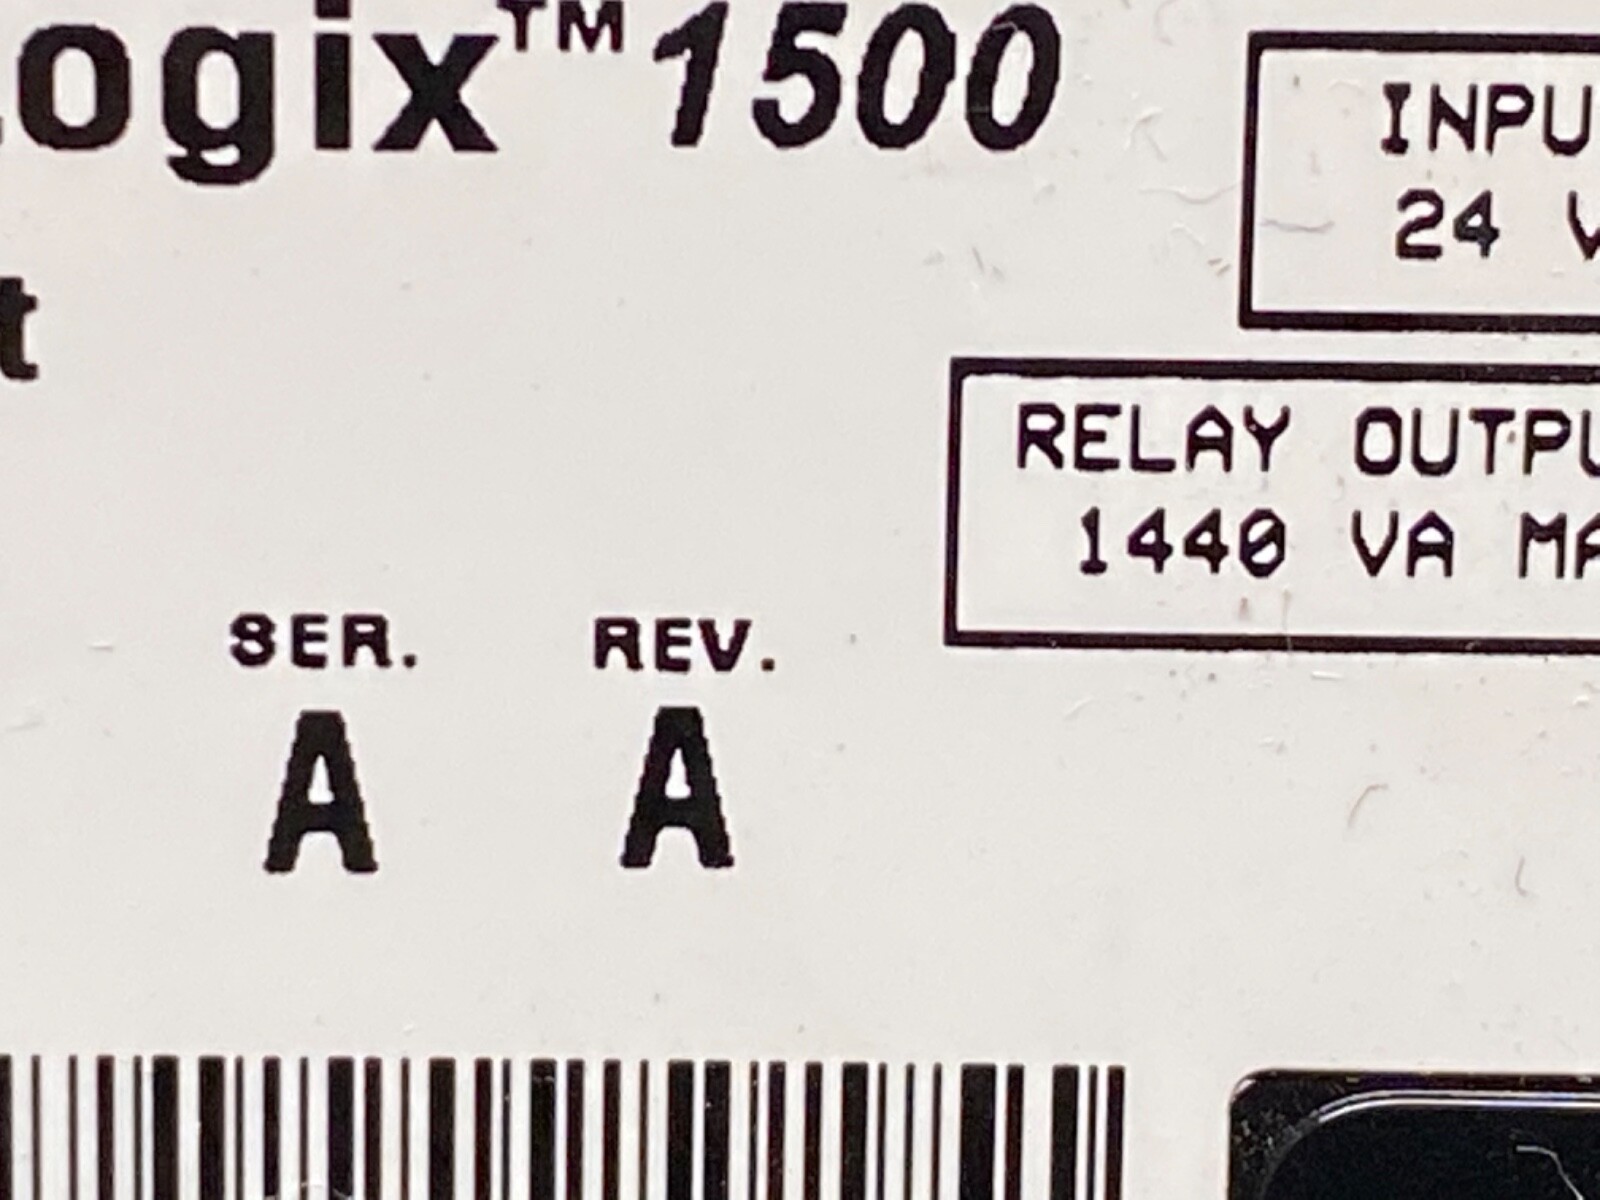 Logix™ 1500
INPU
24 V
t
RELAY OUTPU
1440 VA MA
SER. REV.
A A